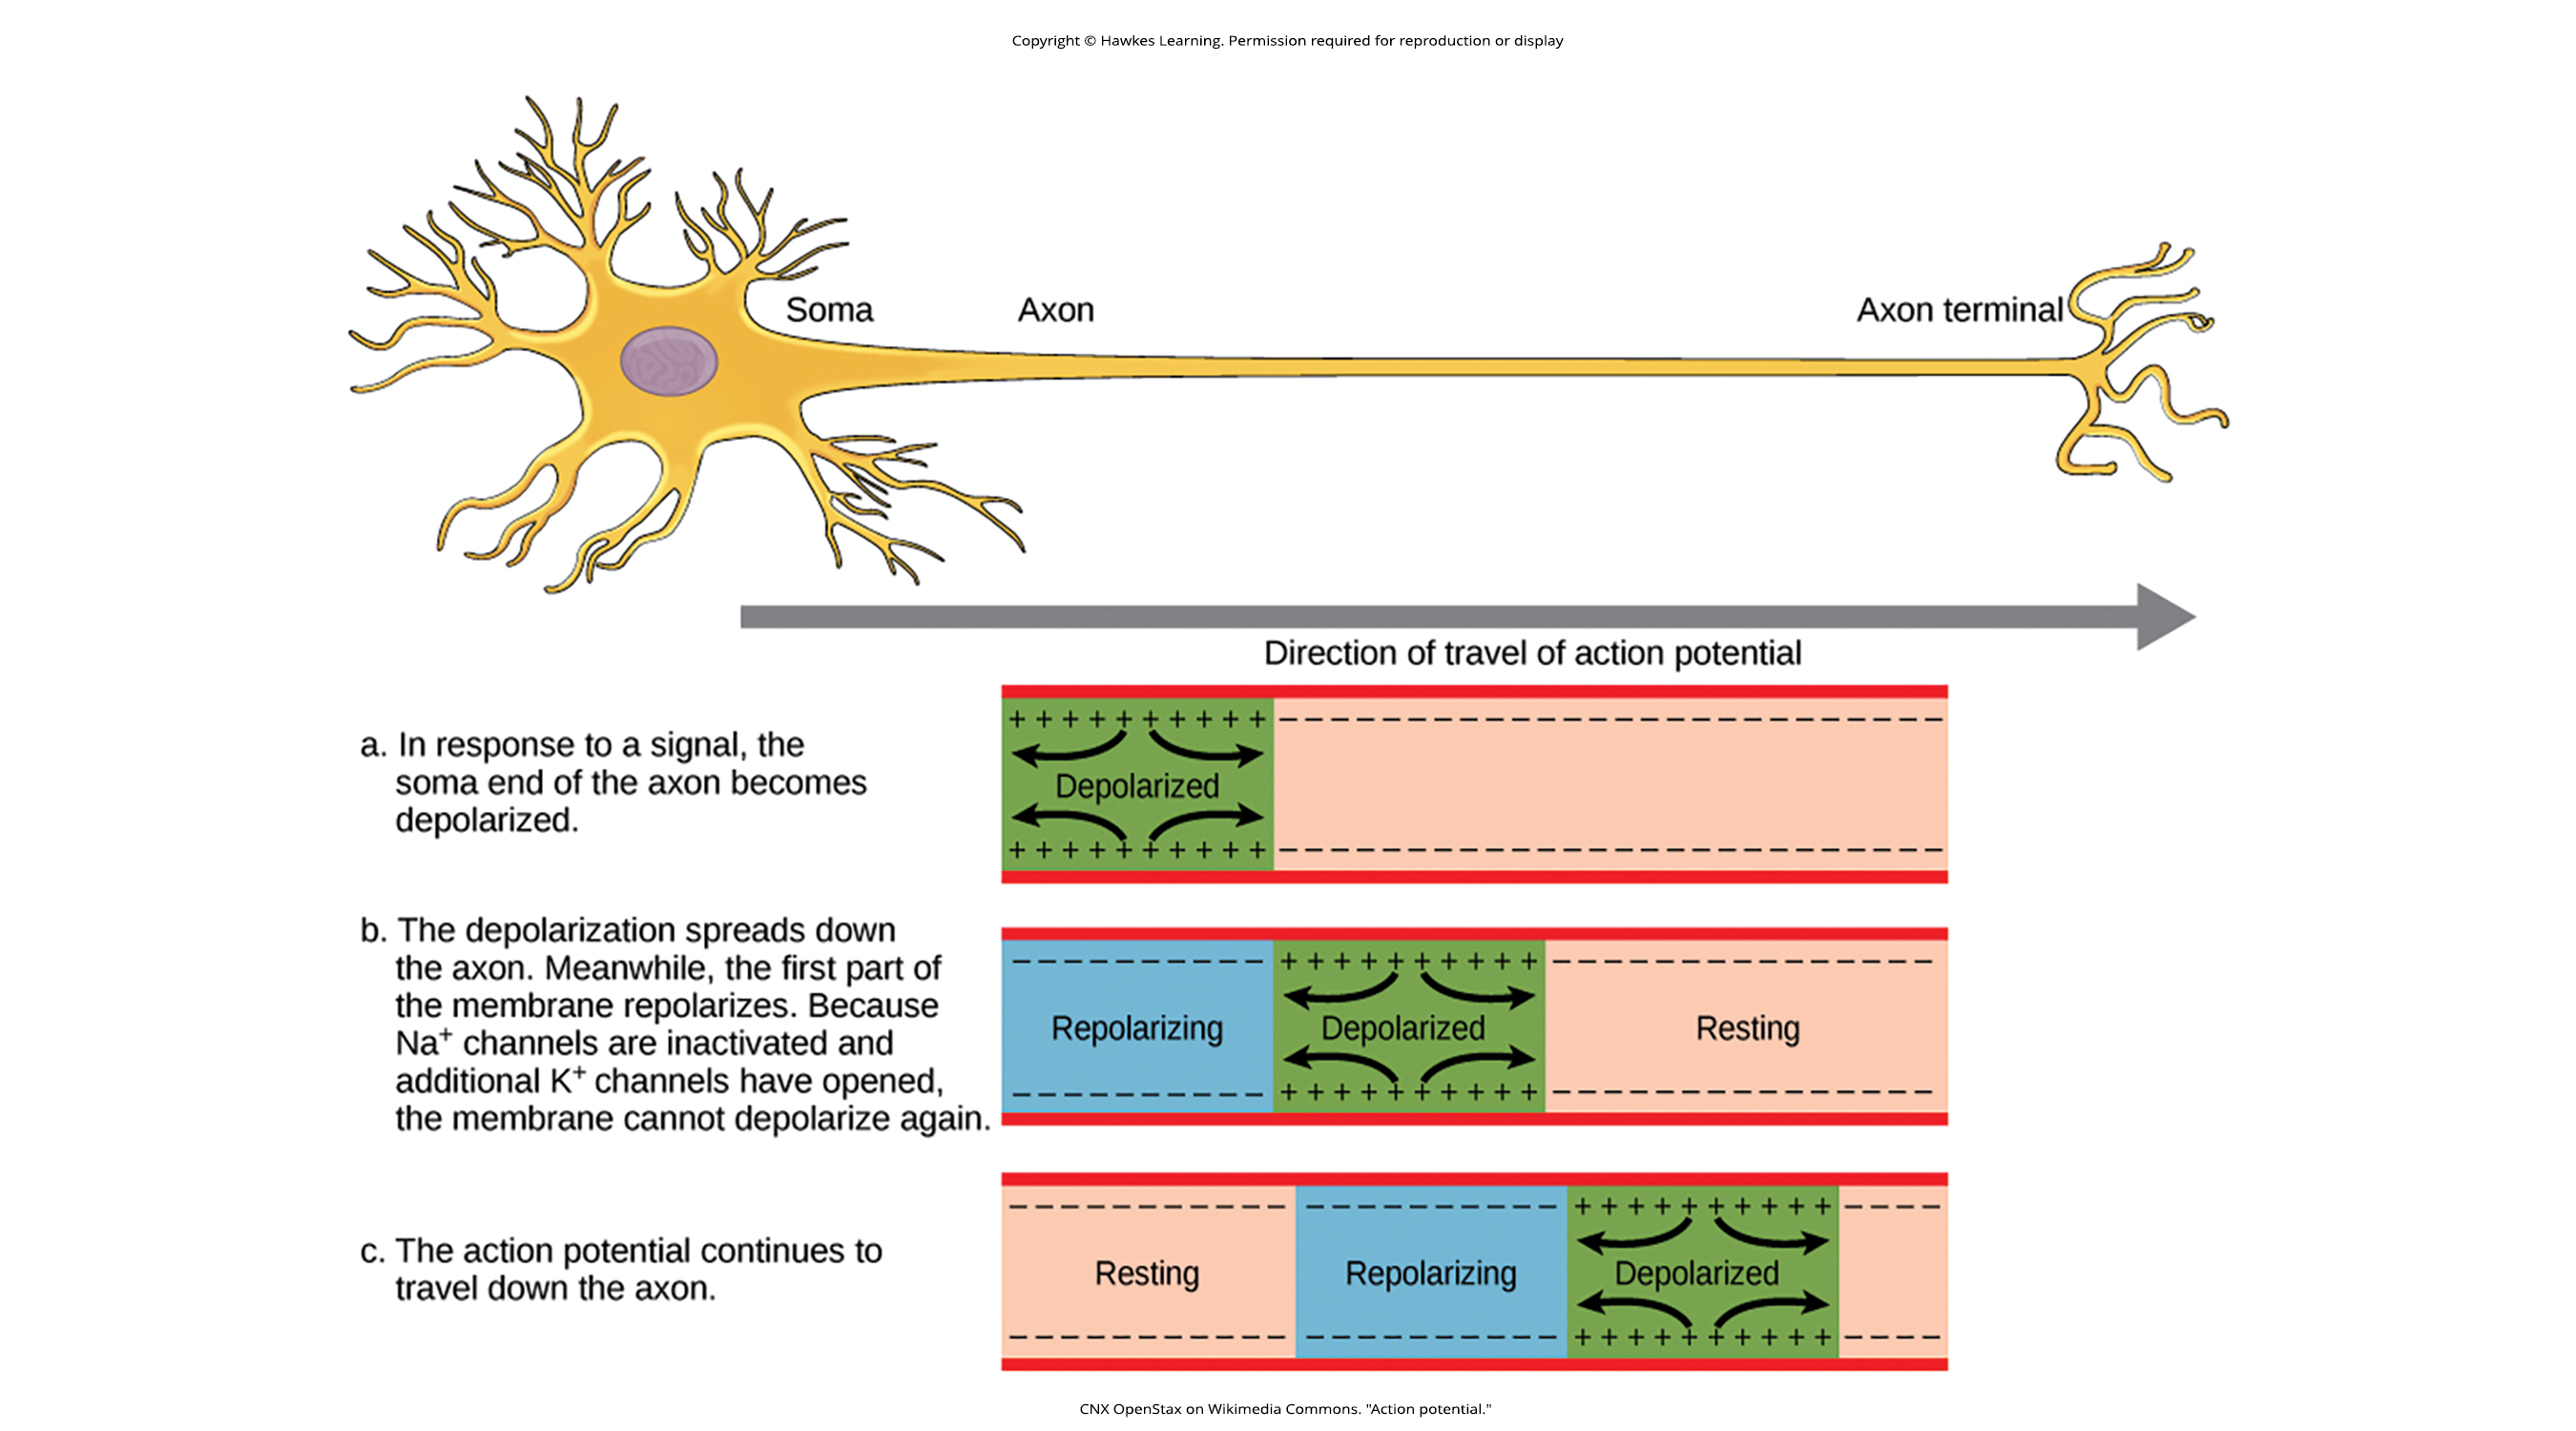 Copyright © Hawkes Learning. Permission required for reproduction or display
Soma
Axon
Axon terminal
Direction of travel of action potential
a. In response to a signal, the
soma end of the axon becomes
depolarized.
+ + + + + + + + + + – – – – – – – – – – – – – – – – – – – – – – – – – –
Depolarized
+ + + + + + + + + + – – – – – – – – – – – – – – – – – – – – – – – – – –
b. The depolarization spreads down
the axon. Meanwhile, the first part of
the membrane repolarizes. Because
Na⁺ channels are inactivated and
additional K⁺ channels have opened,
the membrane cannot depolarize again.
– – – – – – – – – – + + + + + + + + + + – – – – – – – – – – – – – – –
Repolarizing Depolarized Resting
– – – – – – – – – – + + + + + + + + + + – – – – – – – – – – – – – – –
c. The action potential continues to
travel down the axon.
– – – – – – – – – – – – – – – – – – – – – + + + + + + + + + + – – – –
Resting Repolarizing Depolarized
– – – – – – – – – – – – – – – – – – – – – + + + + + + + + + + – – – –
CNX OpenStax on Wikimedia Commons. "Action potential."